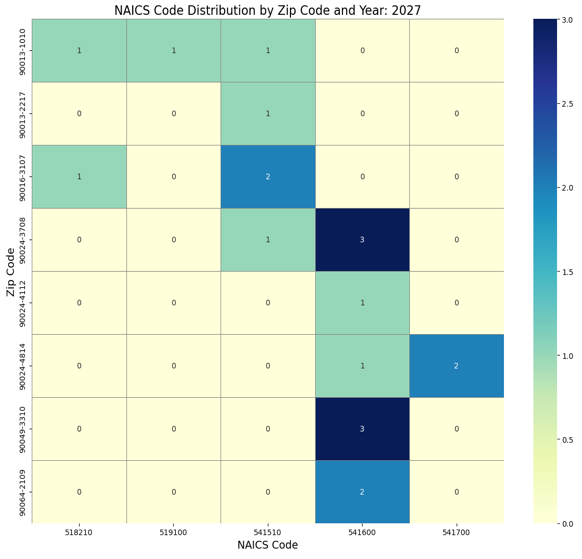 NAICS Code Distribution by Zip Code and Year: 2027
Zip Code
90013-1010 1 1 1 0 0
90013-2217 0 0 1 0 0
90016-3107 1 0 2 0 0
90024-3708 0 0 1 3 0
90024-4112 0 0 0 1 0
90024-4814 0 0 0 1 2
90049-3310 0 0 0 3 0
90064-2109 0 0 0 2 0
518210 519100 541510 541600 541700
NAICS Code
3.0
2.5
2.0
1.5
1.0
0.5
0.0